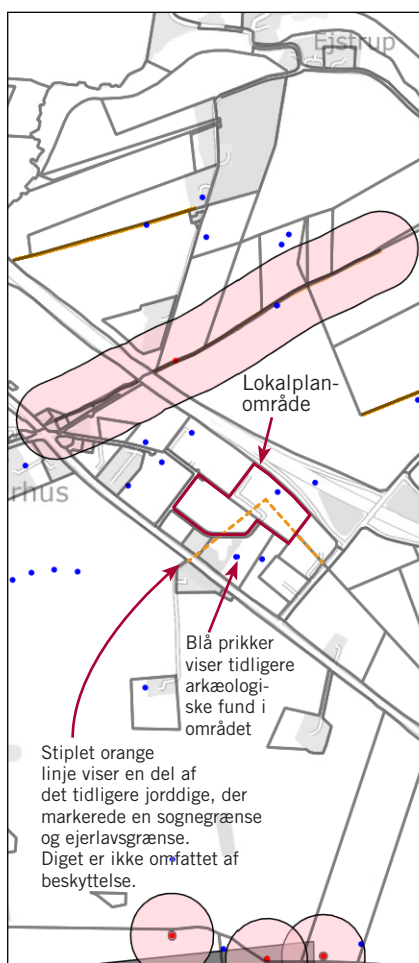 Ejstrup
Lokalplan-
område
rhus
Blå prikker
viser tidligere
arkæologi-
ske fund i
området
Stiplet orange
linje viser en del af
det tidligere jorddige, der
markerede en sognegrænse
og ejerlavsgrænse.
Diget er ikke omfattet af
beskyttelse.